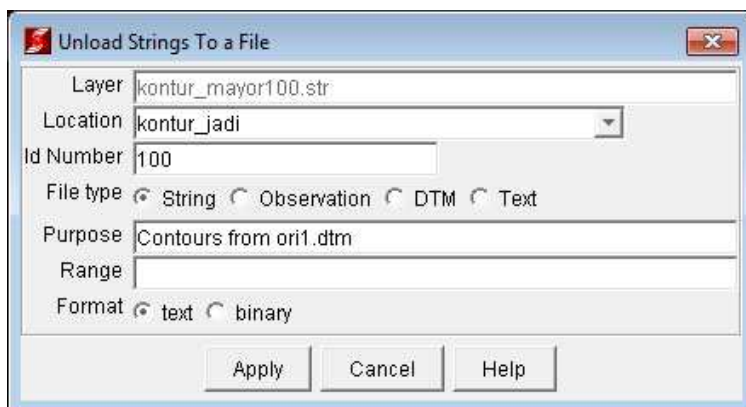 Unload Strings To a File
Layer kontur_mayor100.str
Location kontur_jadi
Id Number 100
File type String Observation DTM Text
Purpose Contours from ori1.dtm
Range
Format text binary
Apply Cancel Help